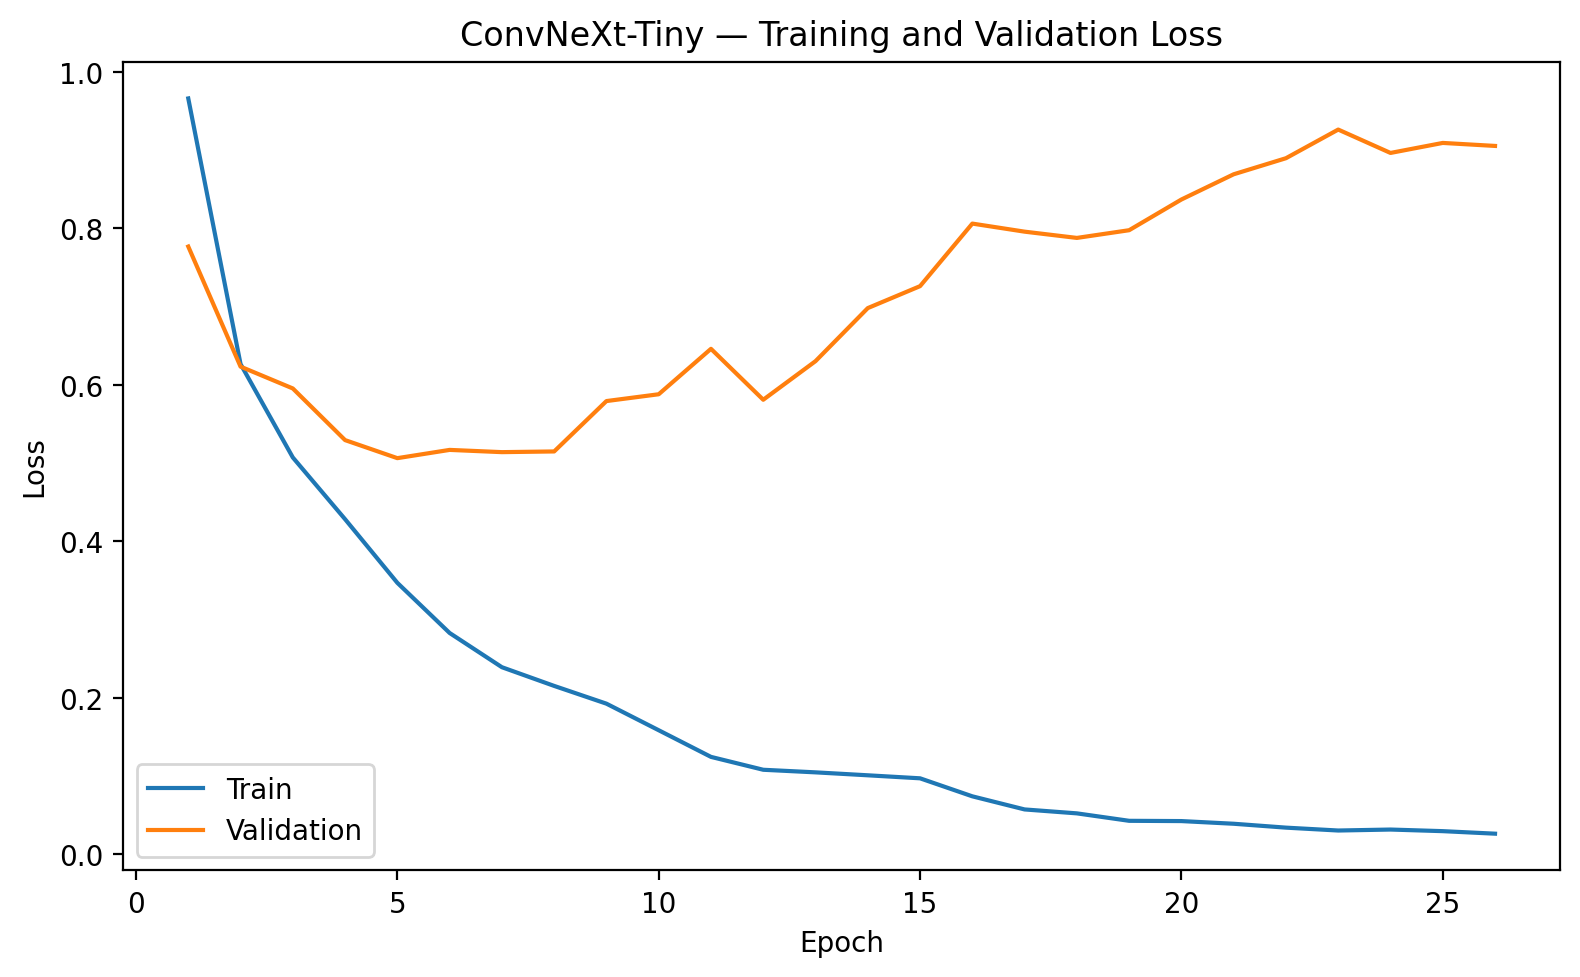 ConvNeXt-Tiny — Training and Validation Loss
1.0
0.8
0.6
0.4
0.2
0.0
Loss
Train
Validation
0 5 10 15 20 25
Epoch